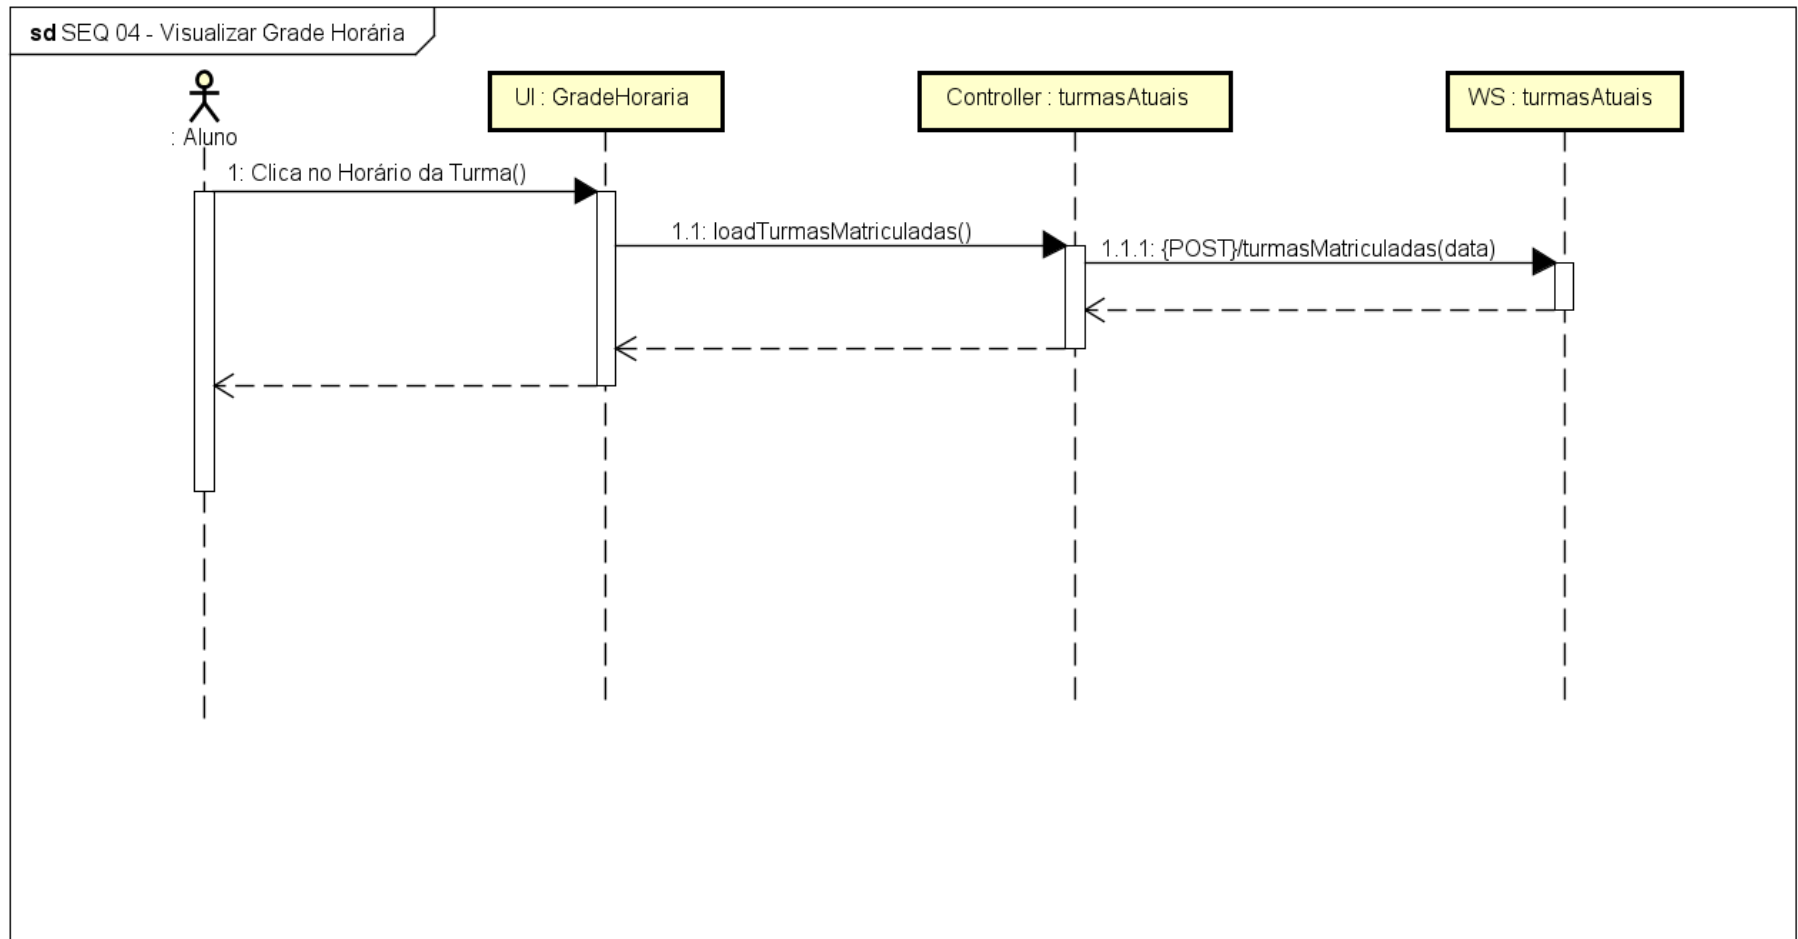 sd SEQ 04 - Visualizar Grade Horária
: Aluno
UI : GradeHoraria
Controller : turmasAtuais
WS : turmasAtuais
1: Clica no Horário da Turma()
1.1: loadTurmasMatriculadas()
1.1.1: {POST}/turmasMatriculadas(data)